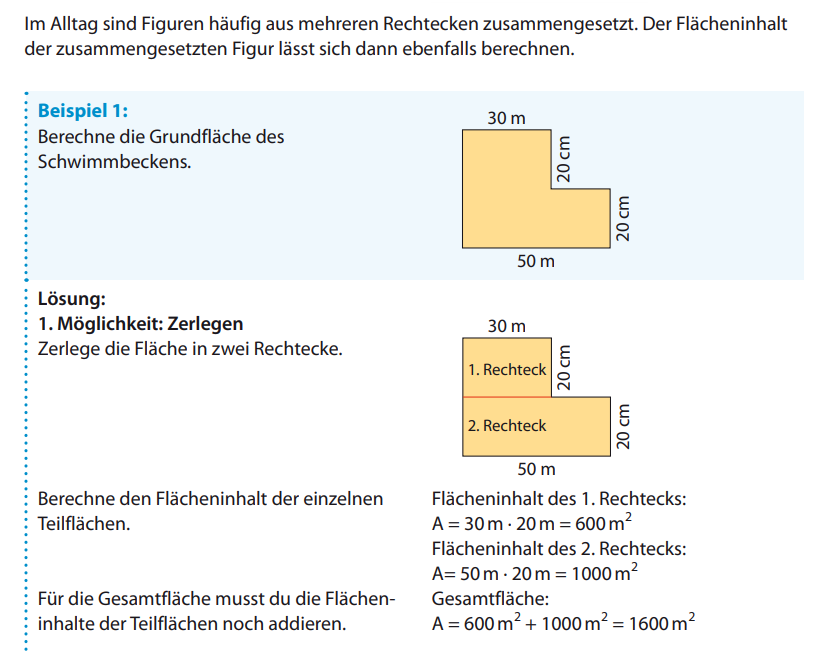 Im Alltag sind Figuren häufig aus mehreren Rechtecken zusammengesetzt. Der Flächeninhalt
der zusammengesetzten Figur lässt sich dann ebenfalls berechnen.
Beispiel 1:
Berechne die Grundfläche des
Schwimmbeckens.
30 m
20 cm
20 cm
50 m
Lösung:
1. Möglichkeit: Zerlegen
Zerlege die Fläche in zwei Rechtecke.
30 m
1. Rechteck
20 cm
2. Rechteck
20 cm
50 m
Berechne den Flächeninhalt der einzelnen
Teilflächen.
Flächeninhalt des 1. Rechtecks:
A = 30 m · 20 m = 600 m²
Flächeninhalt des 2. Rechtecks:
A= 50 m · 20 m = 1000 m²
Für die Gesamtfläche musst du die Flächen-
inhalte der Teilflächen noch addieren.
Gesamtfläche:
A = 600 m² + 1000 m² = 1600 m²